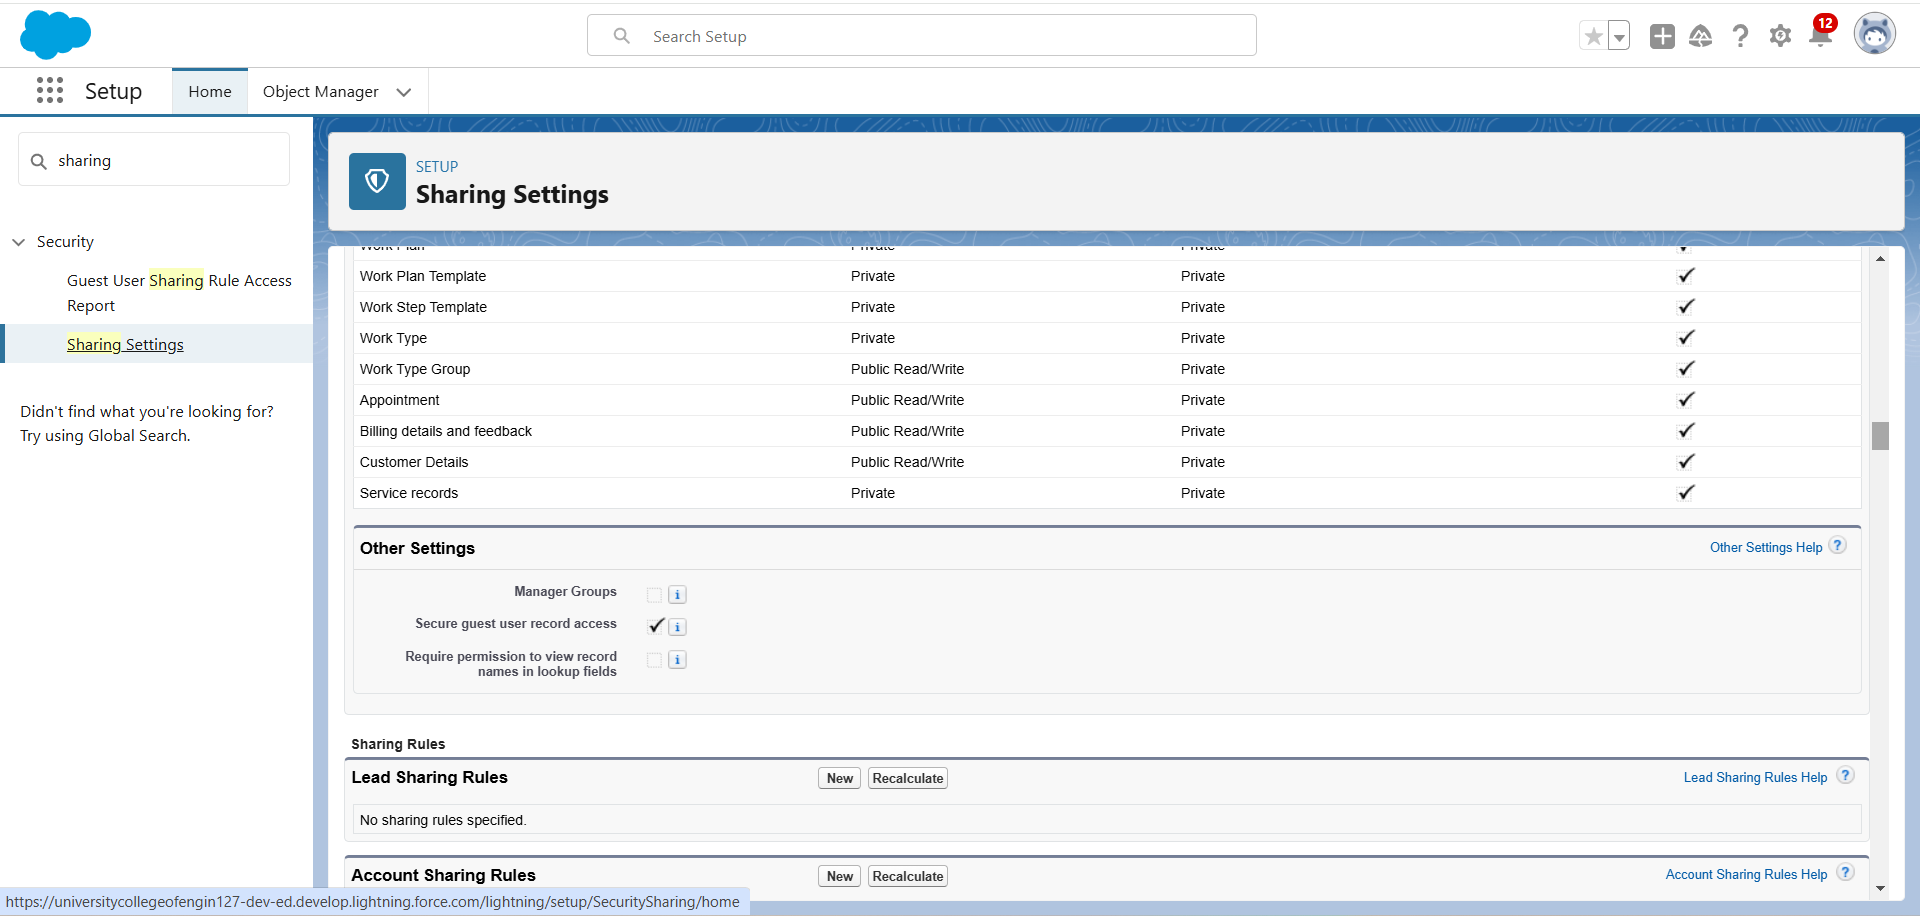 Search Setup
12
Setup
Home
Object Manager
sharing
Security
Guest User Sharing Rule Access
Report
Sharing Settings
Didn't find what you're looking for?
Try using Global Search.
SETUP
Sharing Settings
Work Plan Private Private
Work Plan Template Private Private
Work Step Template Private Private
Work Type Private Private
Work Type Group Public Read/Write Private
Appointment Public Read/Write Private
Billing details and feedback Public Read/Write Private
Customer Details Public Read/Write Private
Service records Private Private
Other Settings
Other Settings Help ?
Manager Groups i
Secure guest user record access i
Require permission to view record
names in lookup fields i
Sharing Rules
Lead Sharing Rules New Recalculate Lead Sharing Rules Help ?
No sharing rules specified.
Account Sharing Rules New Recalculate Account Sharing Rules Help ?
https://universitycollegeofengin127-dev-ed.develop.lightning.force.com/lightning/setup/SecuritySharing/home